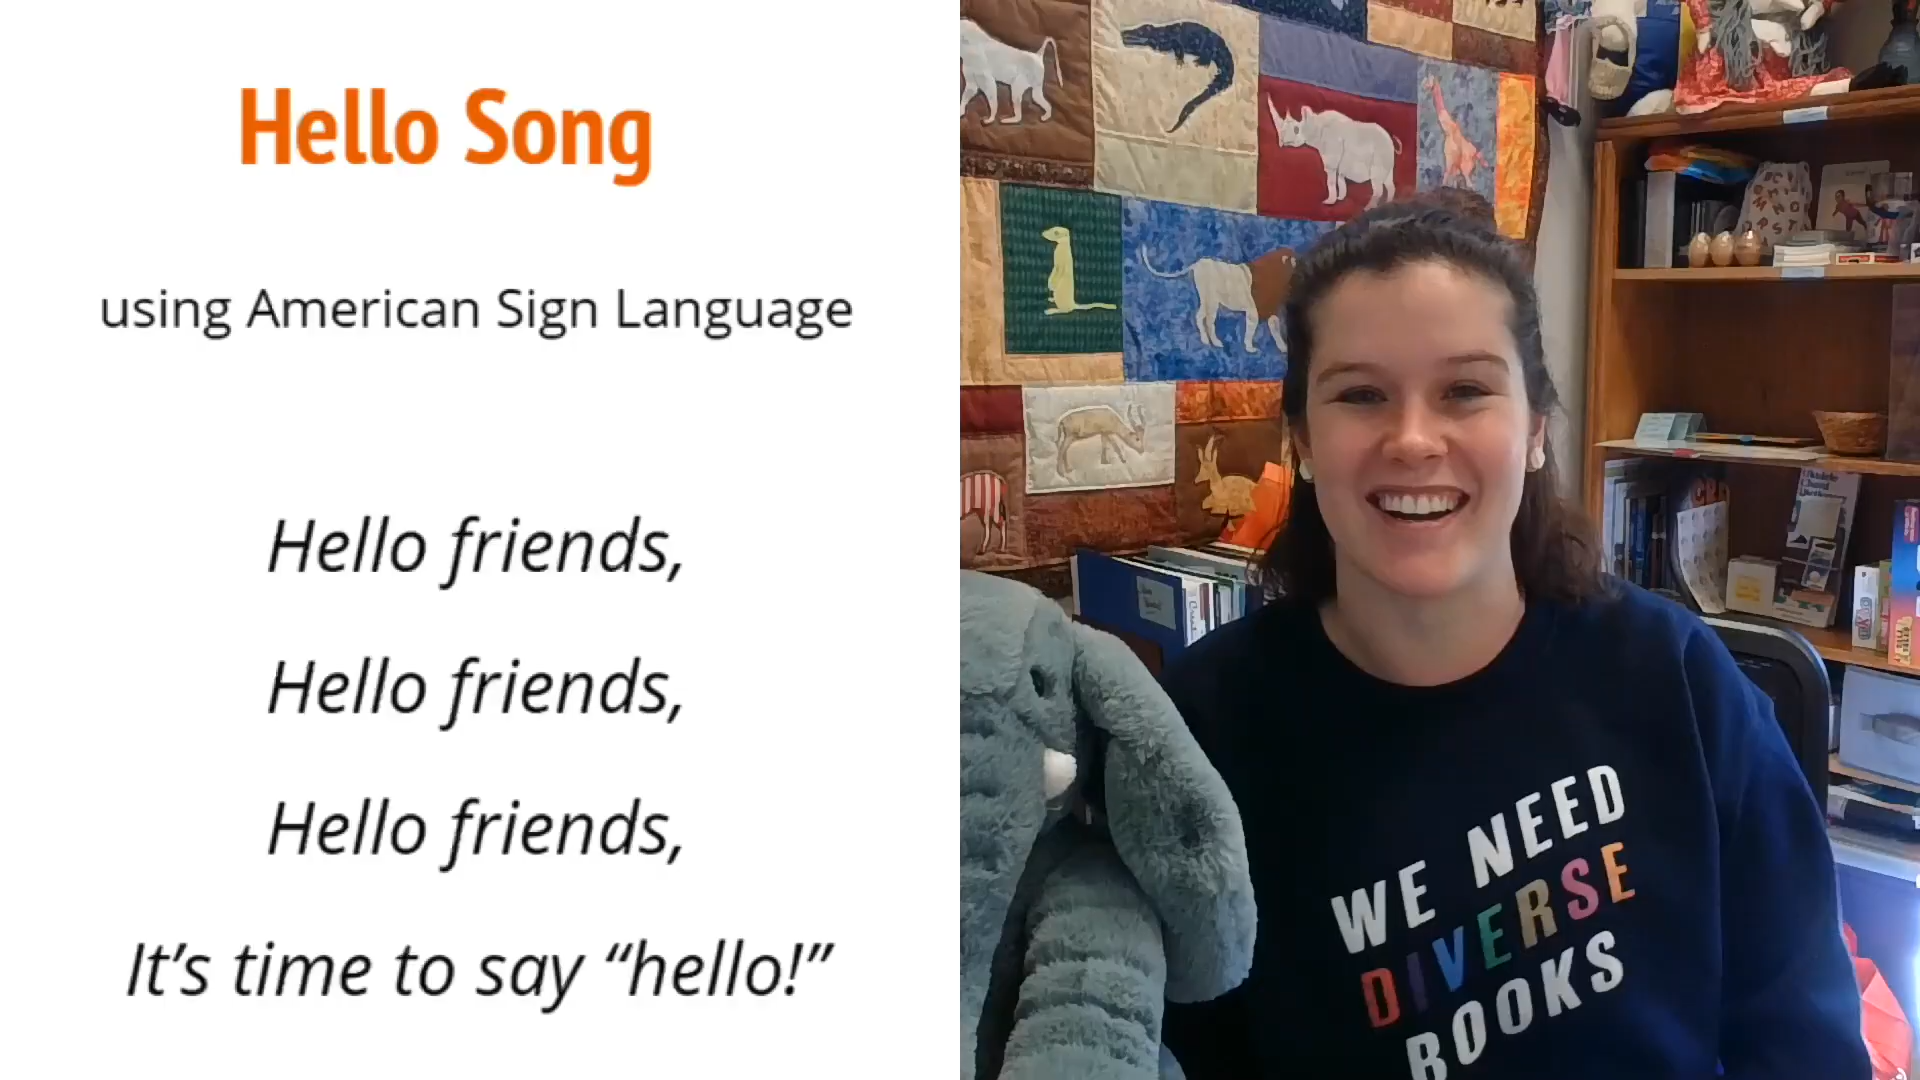 Hello Song
using American Sign Language
Hello friends,
Hello friends,
Hello friends,
It's time to say “hello!”
WE NEED
DIVERSE
BOOKS